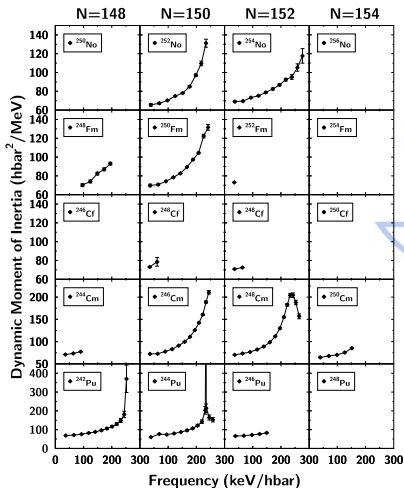 N=148 N=150 N=152 N=154
Dynamic Moment of Inertia (hbar²/MeV)
140 120 100 80 60
²⁵⁰No ²⁵²No ²⁵⁴No ²⁵⁶No
120 100 80 60
²⁴⁸Fm ²⁵⁰Fm ²⁵²Fm ²⁵⁴Fm
120 100 80
²⁴⁶Cf ²⁴⁸Cf ²⁴⁸Cf ²⁵⁰Cf
200 150 100 50
²⁴⁴Cm ²⁴⁶Cm ²⁴⁸Cm ²⁵⁰Cm
400 300 200 100 0
²⁴²Pu ²⁴⁴Pu ²⁴⁶Pu ²⁴⁸Pu
0 100 200 300 100 200 300 100 200 300 100 200 300
Frequency (keV/hbar)